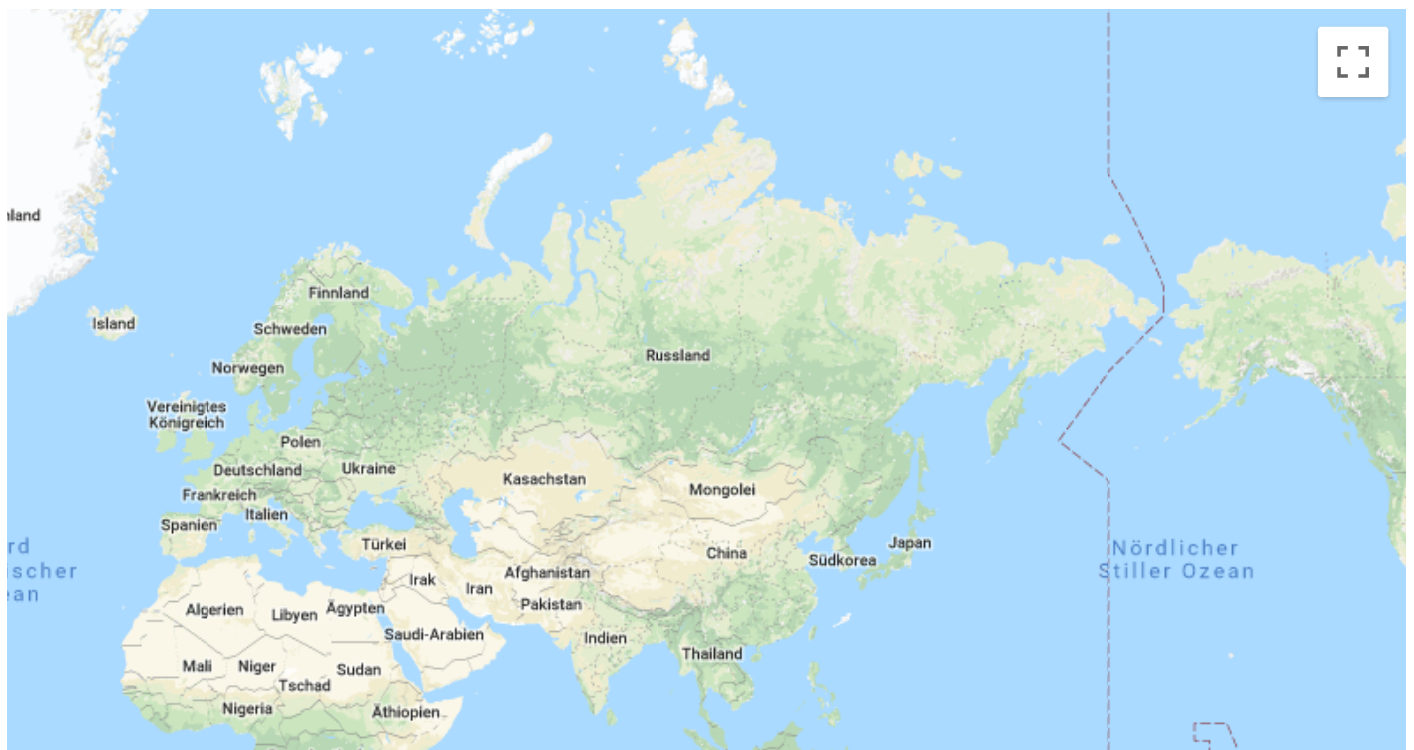 Finnland
Island
Schweden
Russland
Norwegen
Vereinigtes
Königreich
Polen
Deutschland
Ukraine
Kasachstan
Mongolei
Frankreich
Italien
Spanien
Türkei
China
Südkorea
Japan
Nördlicher
Stiller Ozean
Irak
Iran
Afghanistan
Pakistan
Algerien
Libyen
Ägypten
Saudi-Arabien
Indien
Thailand
Mali
Niger
Sudan
Tschad
Nigeria
Äthiopien